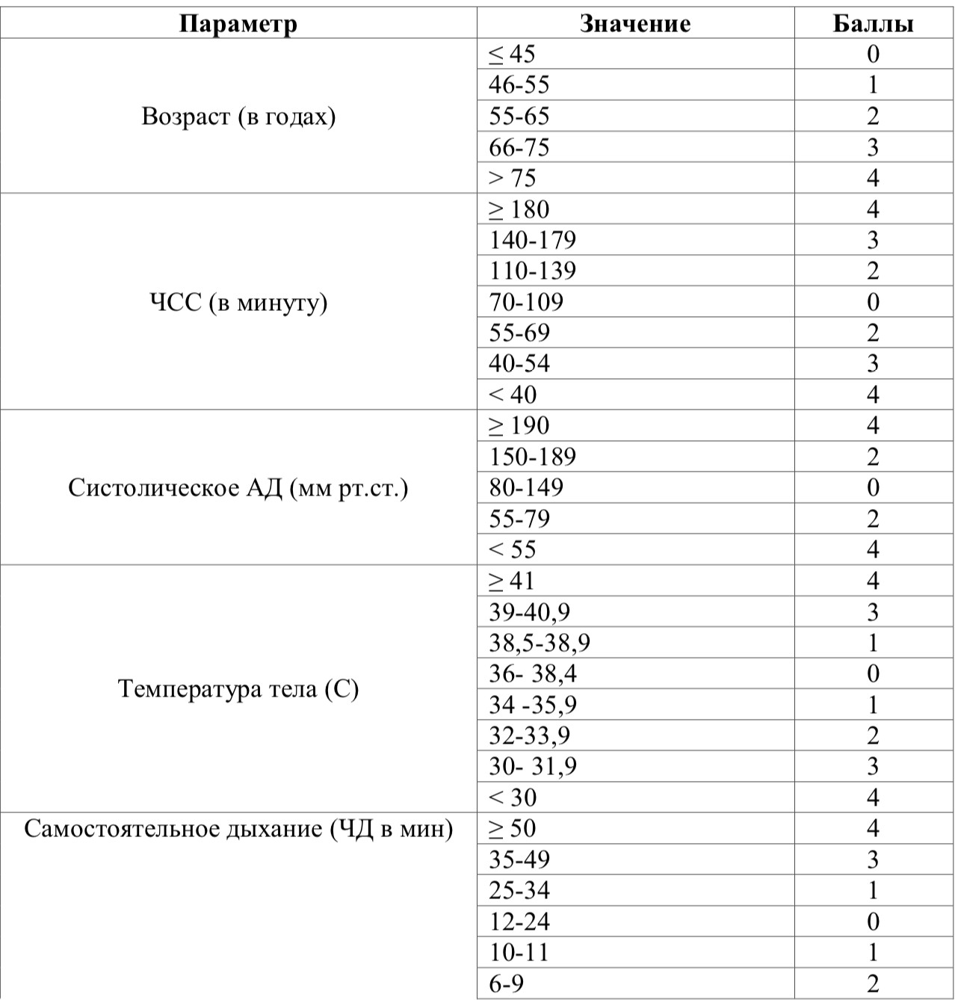 Параметр Значение Баллы
Возраст (в годах) ≤ 45 0
46-55 1
55-65 2
66-75 3
> 75 4
ЧСС (в минуту) ≥ 180 4
140-179 3
110-139 2
70-109 0
55-69 2
40-54 3
< 40 4
Систолическое АД (мм рт.ст.) ≥ 190 4
150-189 2
80-149 0
55-79 2
< 55 4
Температура тела (С) ≥ 41 4
39-40,9 3
38,5-38,9 1
36- 38,4 0
34 -35,9 1
32-33,9 2
30- 31,9 3
< 30 4
Самостоятельное дыхание (ЧД в мин) ≥ 50 4
35-49 3
25-34 1
12-24 0
10-11 1
6-9 2